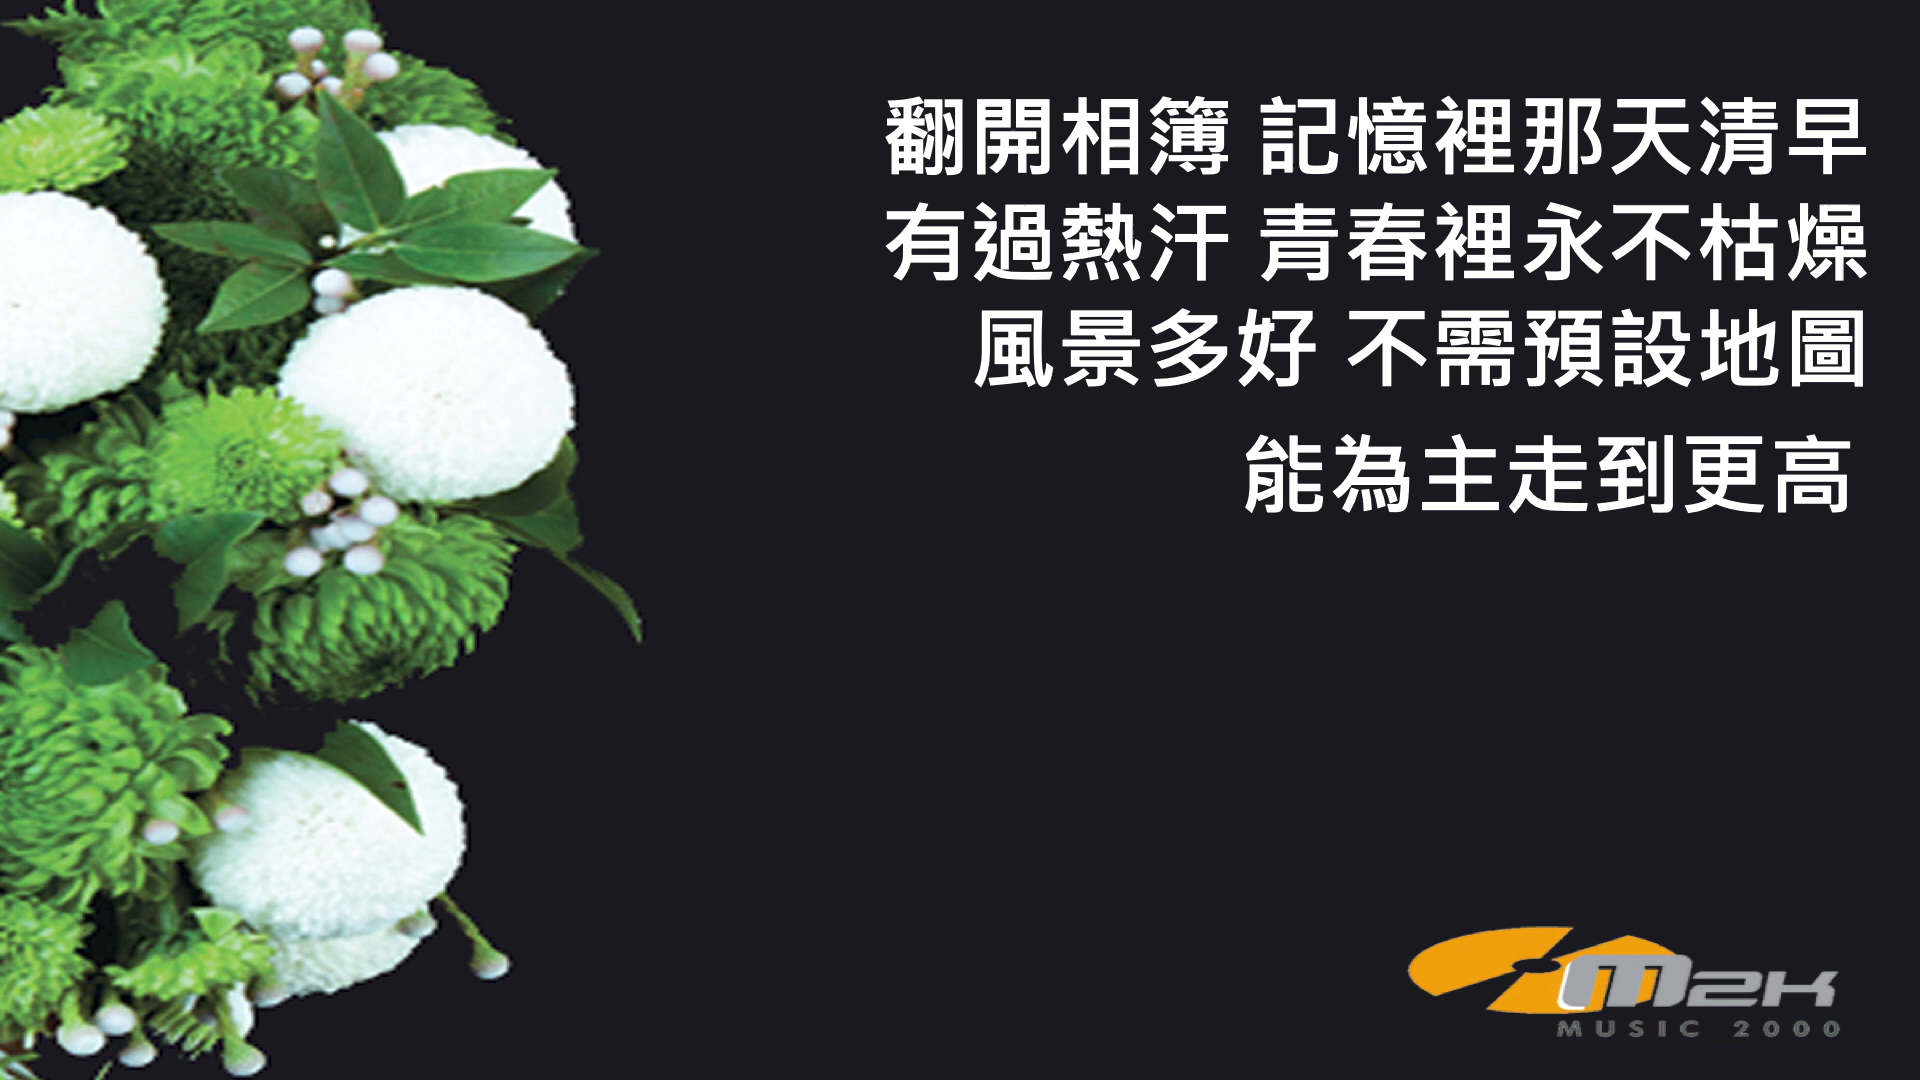 翻開相簿 記憶裡那天清早
有過熱汗 青春裡永不枯燥
風景多好 不需預設地圖
能為主走到更高
M2K
MUSIC 2000